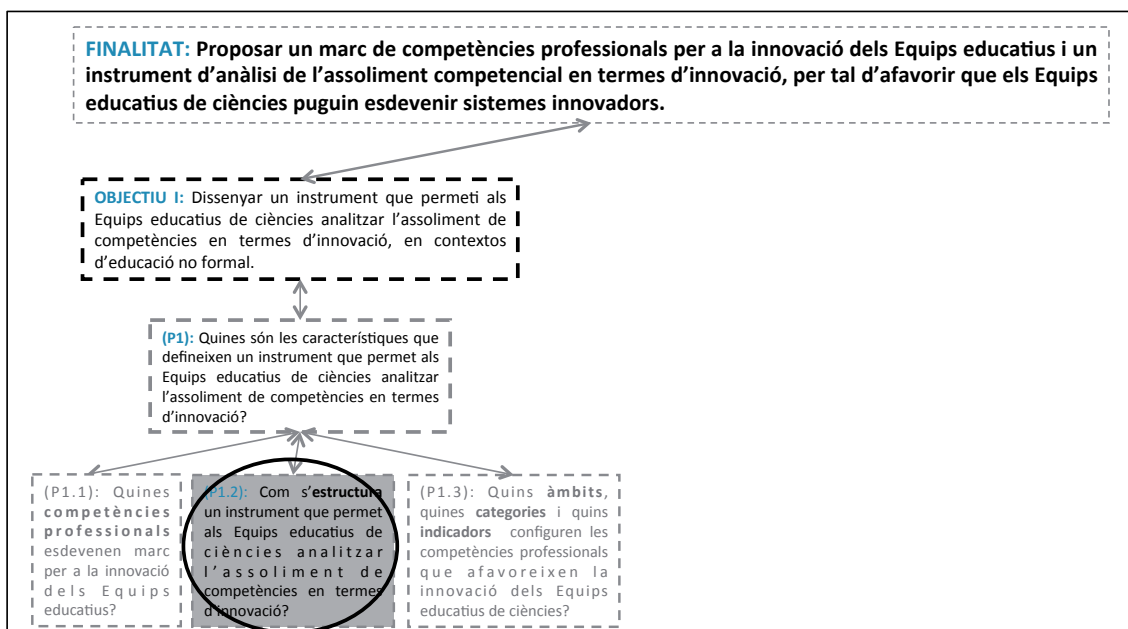 FINALITAT: Proposar un marc de competències professionals per a la innovació dels Equips educatius i un
instrument d’anàlisi de l’assoliment competencial en termes d’innovació, per tal d’afavorir que els Equips
educatius de ciències puguin esdevenir sistemes innovadors.
OBJECTIU I: Dissenyar un instrument que permeti als
Equips educatius de ciències analitzar l’assoliment de
competències en termes d’innovació, en contextos
d’educació no formal.
(P1): Quines són les característiques que
defineixen un instrument que permet als
Equips educatius de ciències analitzar
l’assoliment de competències en termes
d’innovació?
(P1.1): Quines
competències
professionals
esdevenen marc
per a la innovació
dels Equips
educatius?
(P1.2): Com s’estructura
un instrument que permet
als Equips educatius de
ciències analitzar
l’assoliment de
competències en termes
d’innovació?
(P1.3): Quins àmbits,
quines categories i quins
indicadors configuren les
competències professionals
que afavoreixen la
innovació dels Equips
educatius de ciències?